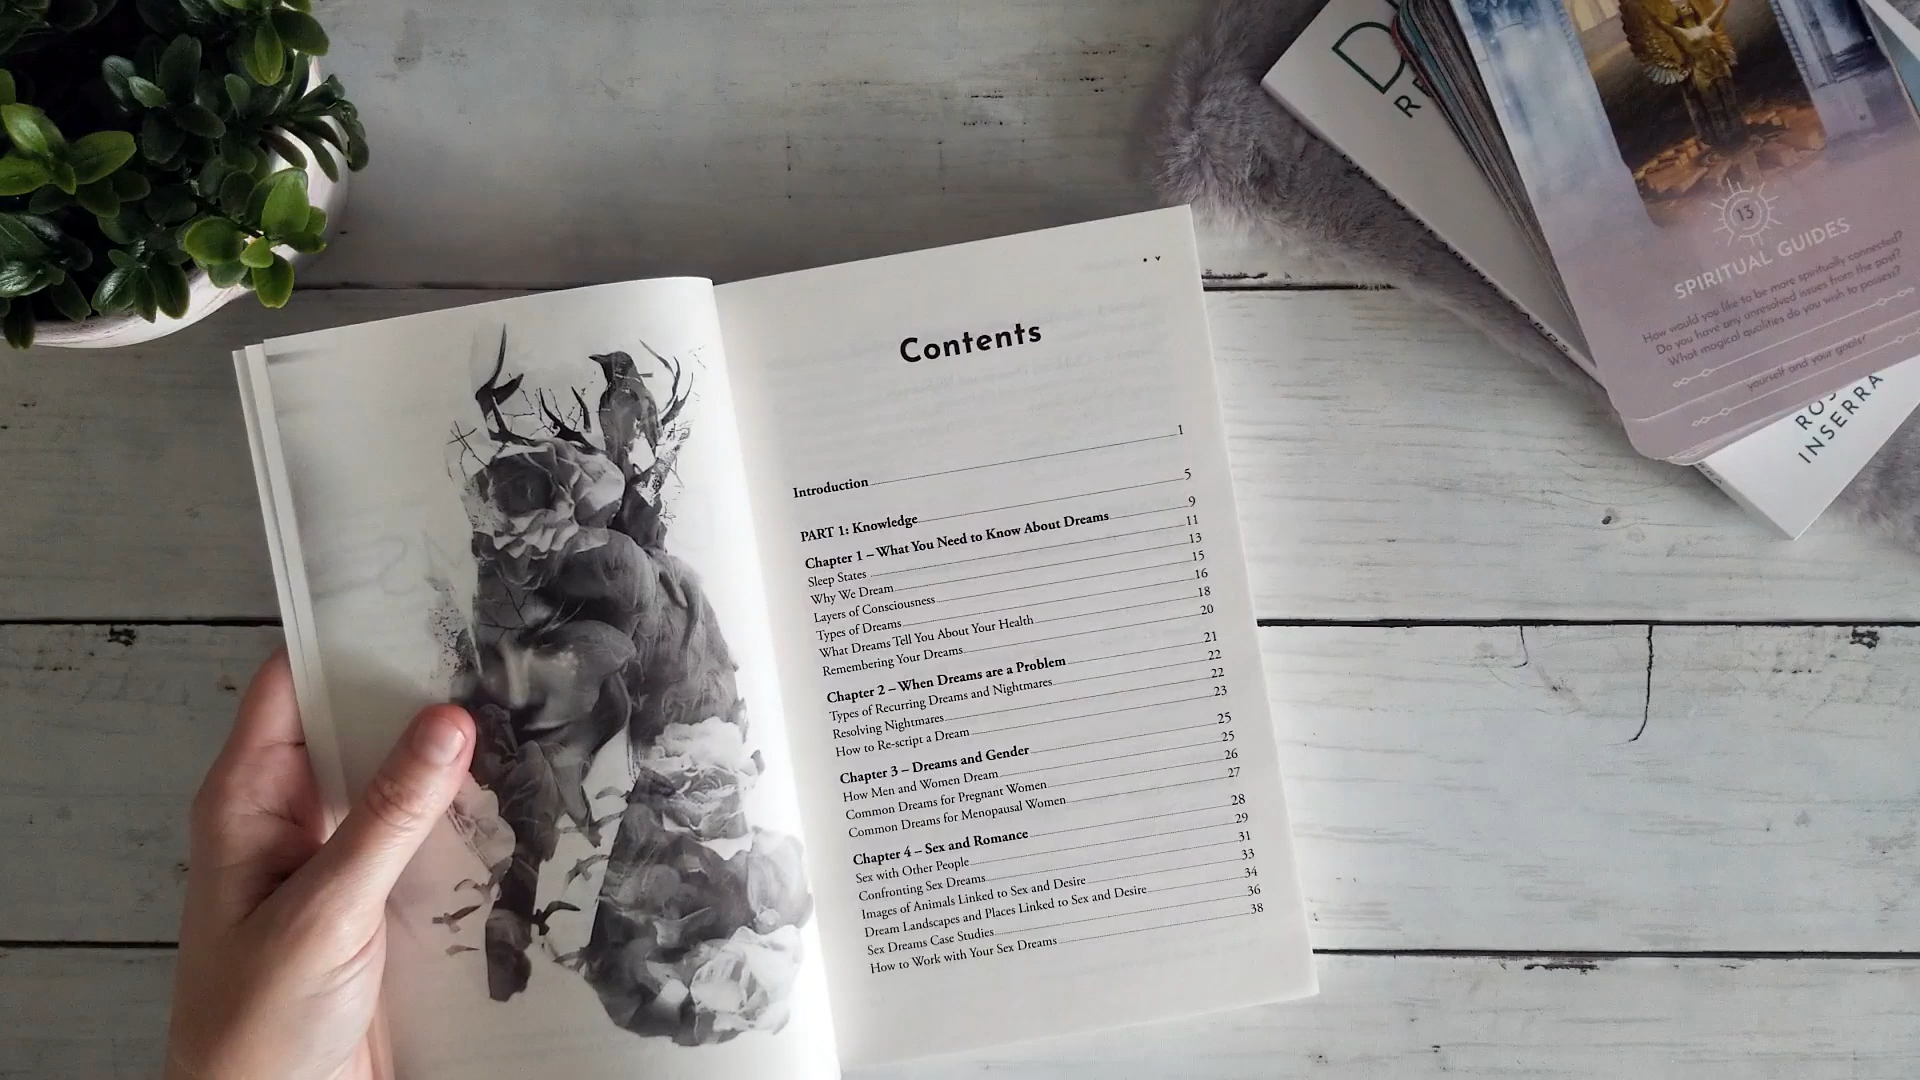 v
Contents
Introduction 1
PART 1: Knowledge 5
Chapter 1 – What You Need to Know About Dreams 9
Sleep States 11
Why We Dream 13
Layers of Consciousness 15
Types of Dreams 16
What Dreams Tell You About Your Health 18
Remembering Your Dreams 20
Chapter 2 – When Dreams are a Problem 21
Types of Recurring Dreams and Nightmares 22
Resolving Nightmares 22
How to Re-script a Dream 23
Chapter 3 – Dreams and Gender 25
How Men and Women Dream 25
Common Dreams for Pregnant Women 26
Common Dreams for Menopausal Women 27
Chapter 4 – Sex and Romance 28
Sex with Other People 29
Confronting Sex Dreams 31
Images of Animals Linked to Sex and Desire 33
Dream Landscapes and Places Linked to Sex and Desire 34
Sex Dreams Case Studies 36
How to Work with Your Sex Dreams 38
13
SPIRITUAL GUIDES
How would you like to be more spiritually connected?
Do you have any unresolved issues from the past?
What magical qualities do you wish to possess?
yourself and your goals?
INSERRA